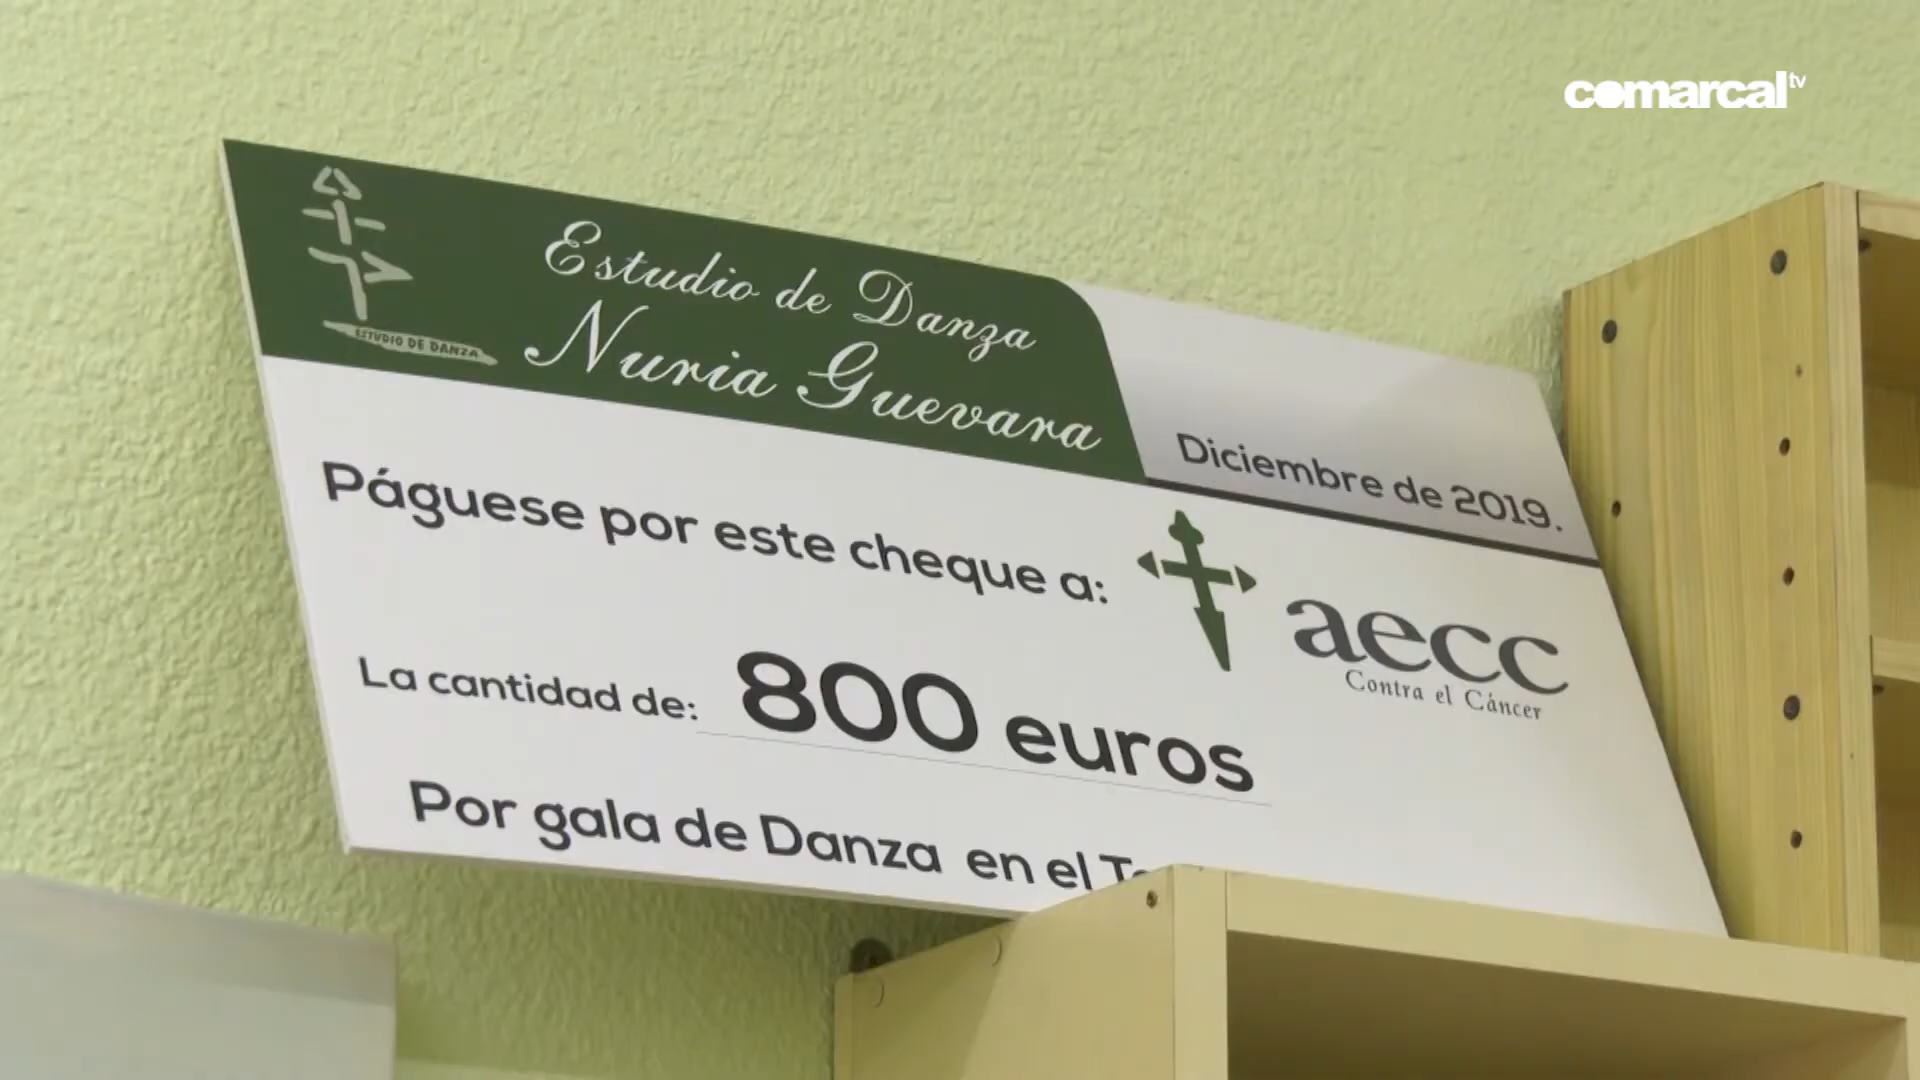 comarcal tv
Estudio de Danza
Nuria Guevara
ESTUDIO DE DANZA
Diciembre de 2019.
Páguese por este cheque a:
aecc
Contra el Cáncer
La cantidad de: 800 euros
Por gala de Danza en el